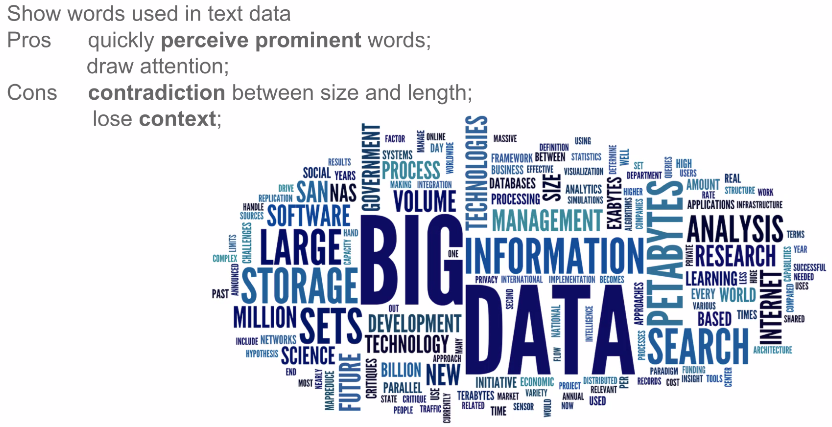 Show words used in text data
Pros quickly perceive prominent words;
draw attention;
Cons contradiction between size and length;
lose context;
GOVERNMENT
FACTOR
MANAGE
ONLINE
DAY
WORLDWIDE
SYSTEMS
PROCESS
MAKING
INTEGRATION
VOLUME
TECHNOLOGIES
MASSIVE
DEFINITION
USING
FRAMEWORK
BETWEEN
STATISTICS
BUSINESS
EFFECTIVE
SIZE
VISUALIZATION
DATABASES
ANALYTICS
PROCESSING
SIMULATIONS
EXABYTES
DETERMINE
WELL
SET
DEPARTMENT
QUERIES
HIGH
USERS
HIGHER
ALGORITHMS
COMPANIES
MANAGEMENT
RESULTS
SOCIAL
YEARS
DRIVE
REPLICATION
SAN
NAS
HANDLE
SOURCES
SOFTWARE
CHALLENGES
LIMITS
COMPLEX
LARGE
HAND
CAPACITY
BIG
ONE
INFORMATION
PETABYTES
AMOUNT
REAL
RATE
STRUCTURE
WORK
APPLICATIONS
INFRASTRUCTURE
ANALYSIS
TERMS
PRIVATE
RESEARCH
YEAR
CAPABILITIES
LEARNING
LESS
HUGE
SUCCESSFUL
NEEDED
USES
COMPARED
ANNOUNCED
PAST
STORAGE
PRIVACY
INTERNATIONAL
IMPLEMENTATION
BECOMES
EVERY
WORLD
VARIOUS
INTERNET
BASED
TIMES
SHARED
MILLION
SETS
OUT
DEVELOPMENT
SECOND
DATA
NATIONAL
FLOW
INTELLIGENCE
APPROACHES
PROCESSES
SEARCH
ARCHITECTURE
INCLUDE
NETWORKS
HYPOTHESIS
SCIENCE
TECHNOLOGY
MANY
APPROACH
END
MOST
NEARLY
MAPREDUCE
FUTURE
CRITIQUES
BILLION
NEW
PARALLEL
STATE
CRITIQUE
USE
PEOPLE
TRAFFIC
CURRENTLY
INITIATIVE
ECONOMIC
PROJECT
DISTRIBUTED
PER
TERABYTES
MARKET
VARIETY
ANNUAL
RELEVANT
RELATED
TIME
SENSOR
WOULD
NOW
USED
PARADIGM
FUNDING
RECORDS
COST
INSIGHT
TOOLS
CENTER